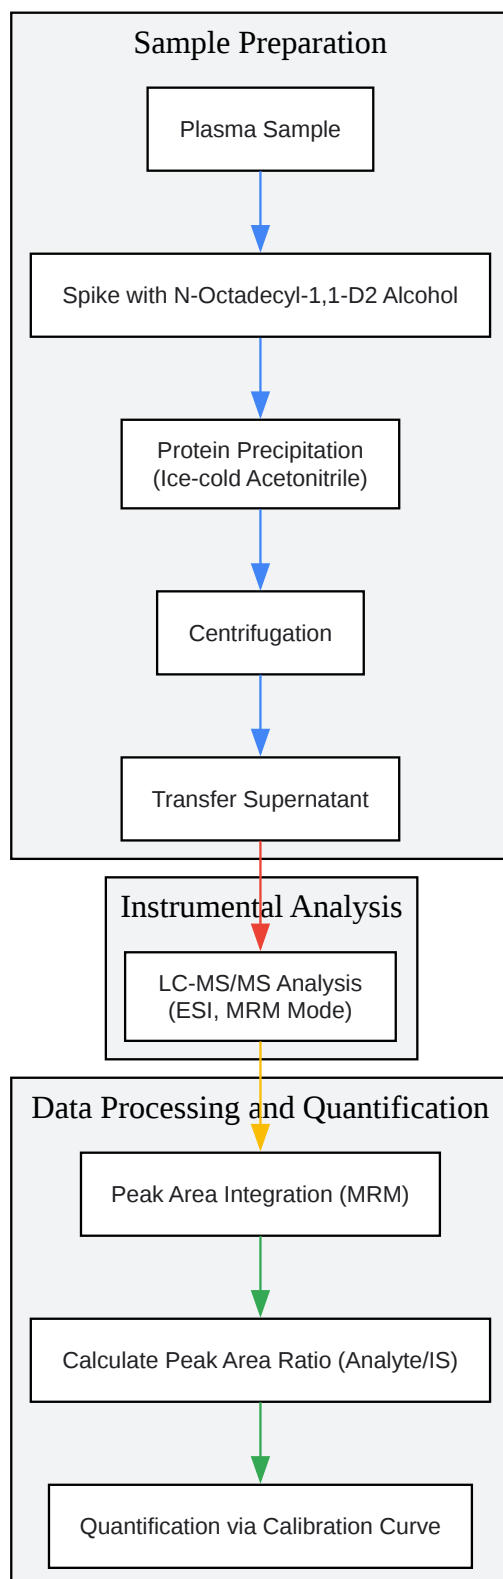 Sample Preparation
Plasma Sample
Spike with N-Octadecyl-1,1-D2 Alcohol
Protein Precipitation
(Ice-cold Acetonitrile)
Centrifugation
Transfer Supernatant
Instrumental Analysis
LC-MS/MS Analysis
(ESI, MRM Mode)
Data Processing and Quantification
Peak Area Integration (MRM)
Calculate Peak Area Ratio (Analyte/IS)
Quantification via Calibration Curve